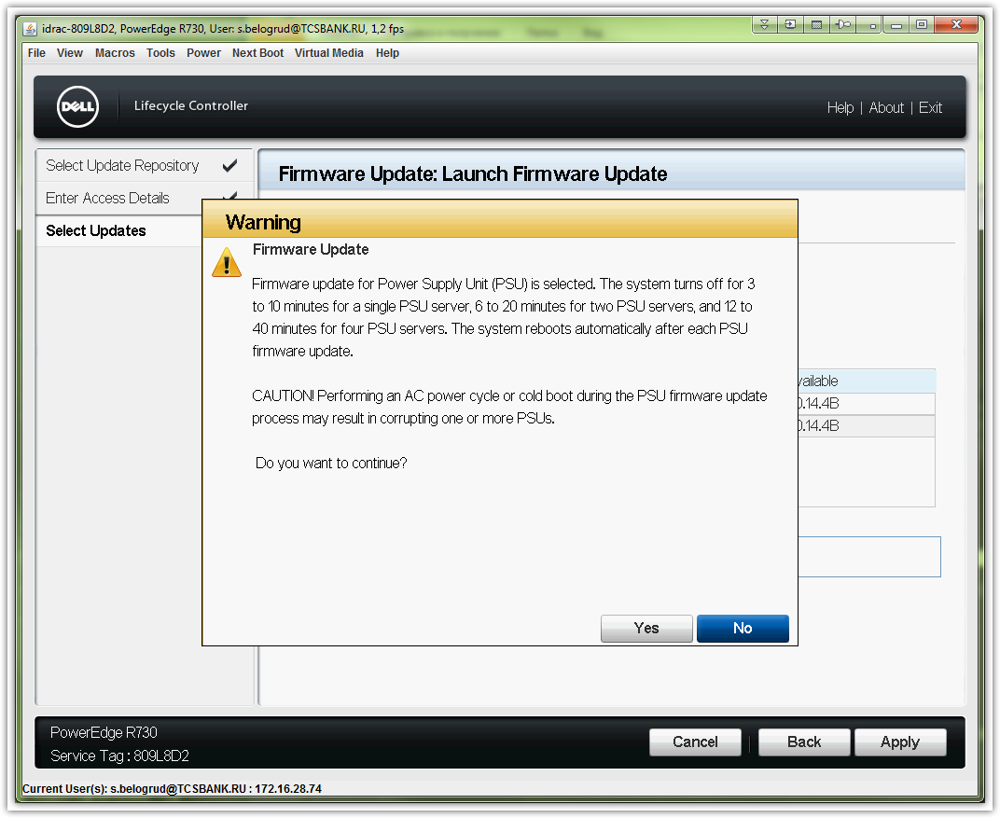 idrac-809L8D2, PowerEdge R730, User: s.belogrud@TCSBANK.RU, 1,2 fps
File View Macros Tools Power Next Boot Virtual Media Help
DELL
Lifecycle Controller
Help | About | Exit
Select Update Repository
Enter Access Details
Select Updates
Firmware Update: Launch Firmware Update
Warning
Firmware Update
Firmware update for Power Supply Unit (PSU) is selected. The system turns off for 3
to 10 minutes for a single PSU server, 6 to 20 minutes for two PSU servers, and 12 to
40 minutes for four PSU servers. The system reboots automatically after each PSU
firmware update.
CAUTION! Performing an AC power cycle or cold boot during the PSU firmware update
process may result in corrupting one or more PSUs.
Do you want to continue?
vailable
0.14.4B
0.14.4B
Yes
No
PowerEdge R730
Service Tag : 809L8D2
Cancel
Back
Apply
Current User(s): s.belogrud@TCSBANK.RU : 172.16.28.74